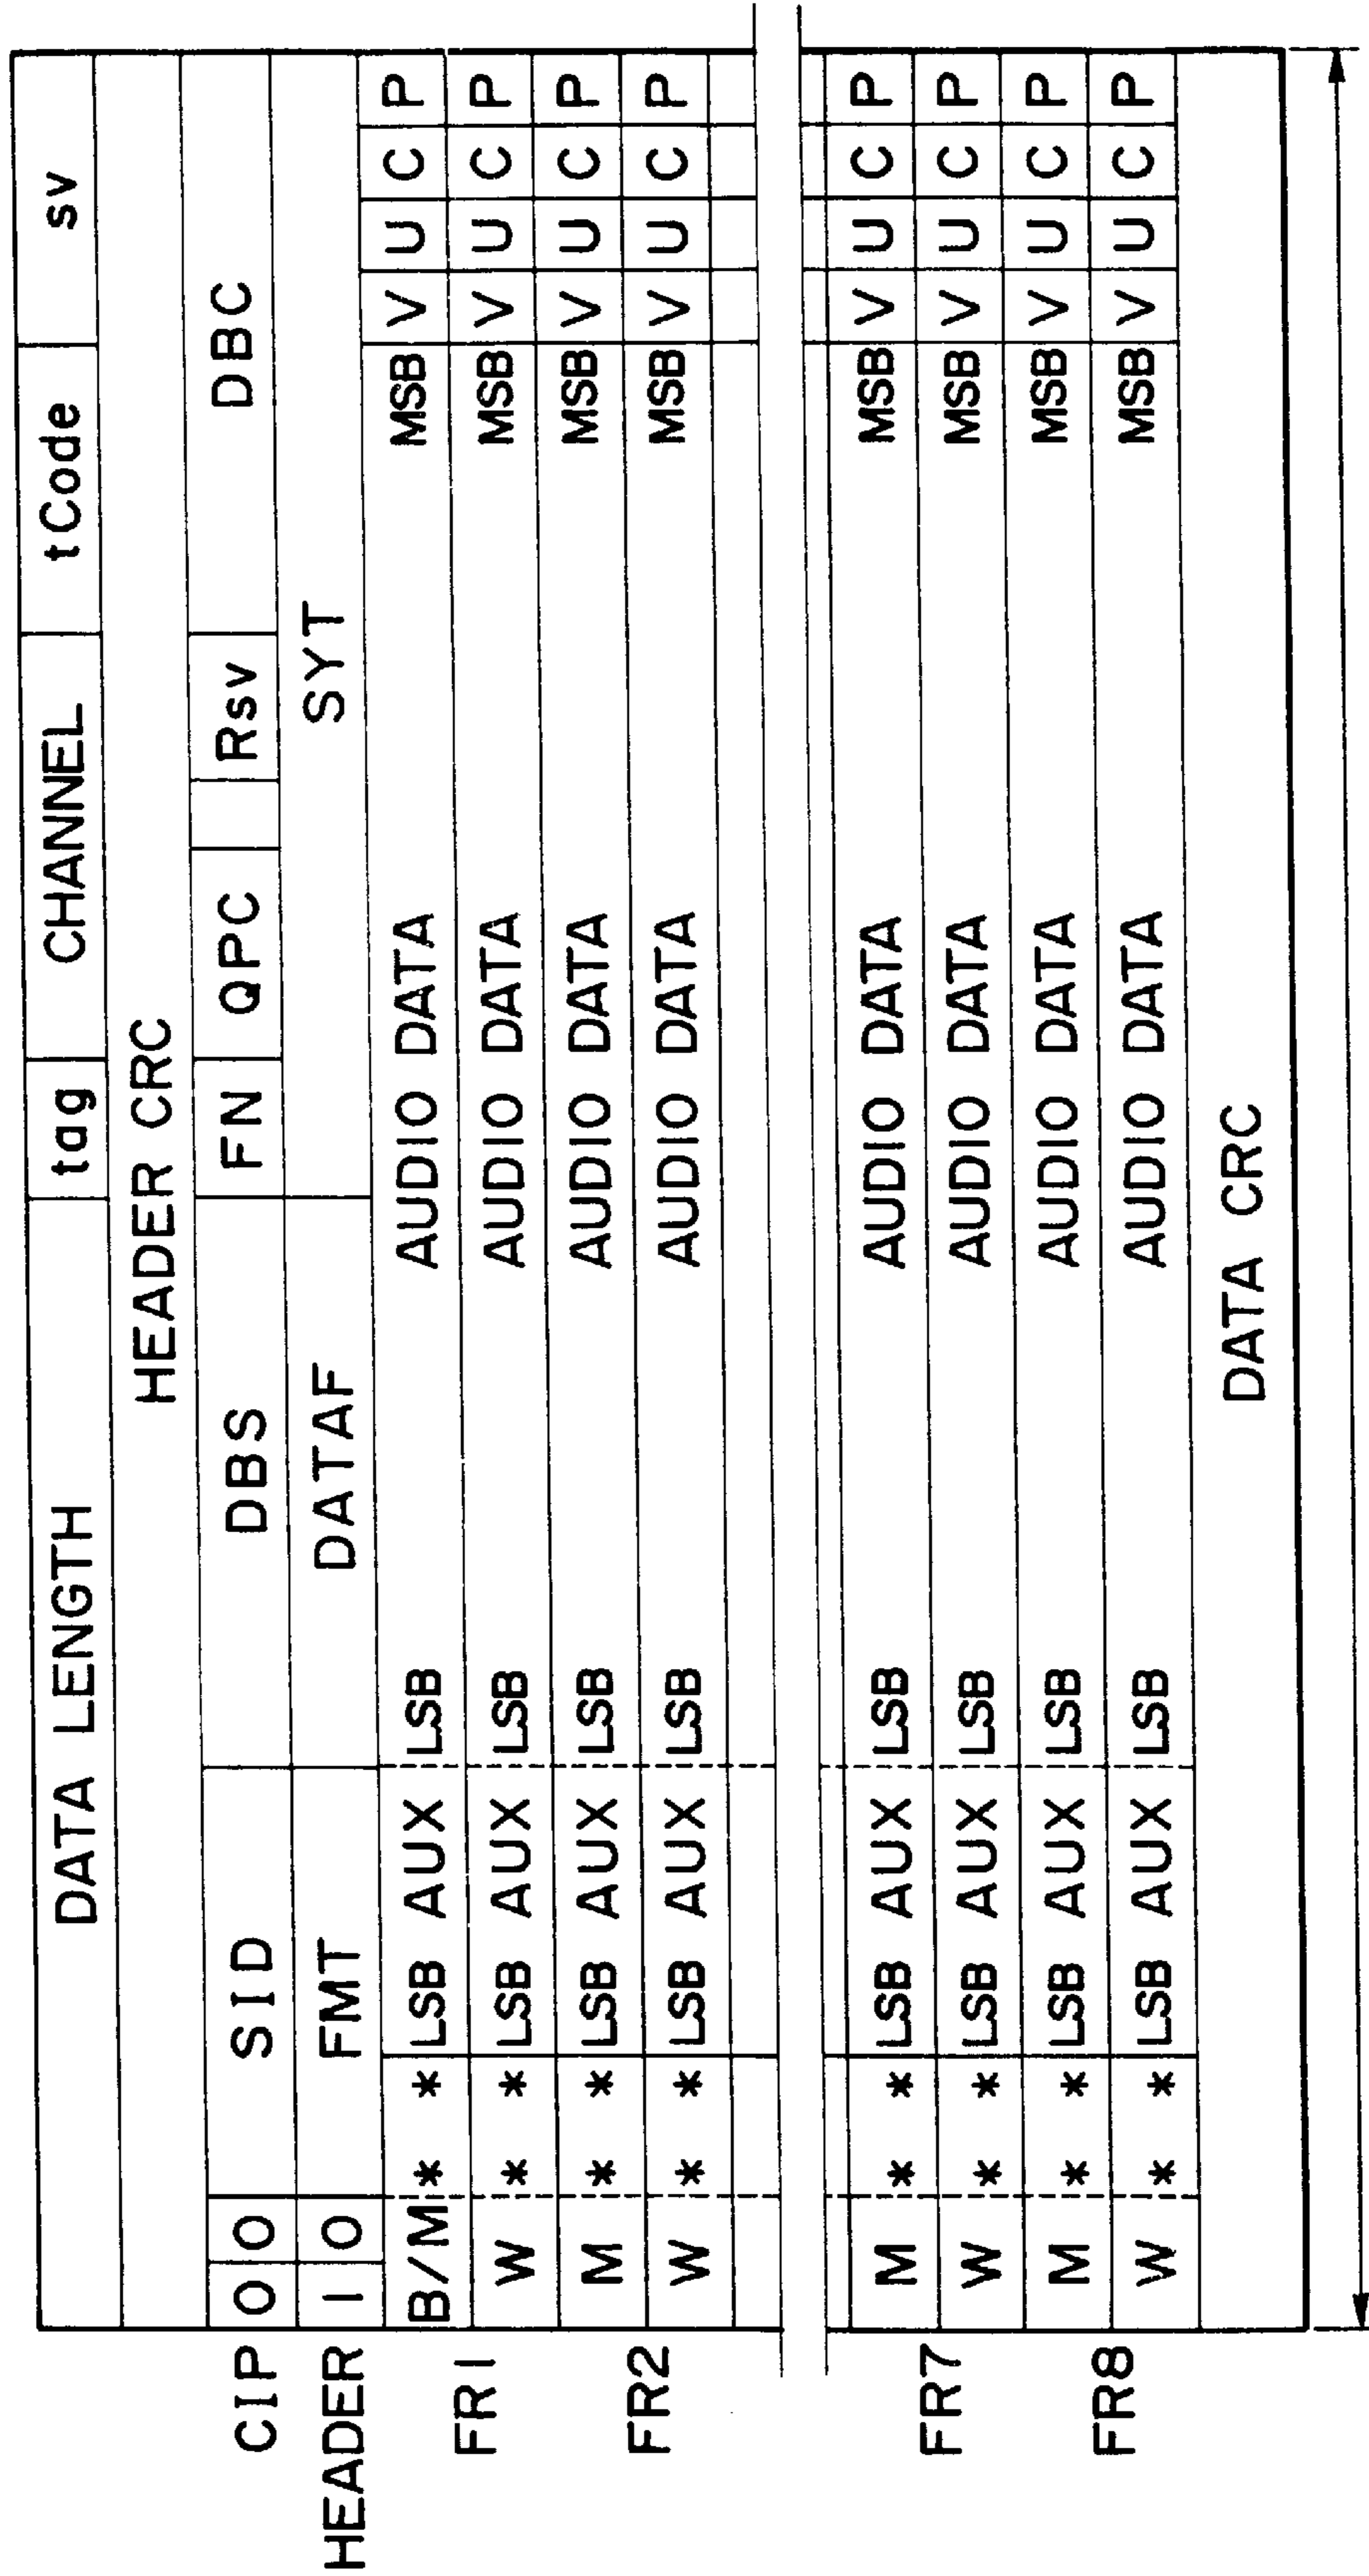 DATA LENGTH tag CHANNEL tCode sv
HEADER CRC
CIP 0 0 SID DBS FN QPC Rsv DBC
HEADER 1 0 FMT DATAF SYT
FR1 B/M * * LSB AUX LSB AUDIO DATA MSB V U C P
W * * LSB AUX LSB AUDIO DATA MSB V U C P
FR2 M * * LSB AUX LSB AUDIO DATA MSB V U C P
W * * LSB AUX LSB AUDIO DATA MSB V U C P
FR7 M * * LSB AUX LSB AUDIO DATA MSB V U C P
W * * LSB AUX LSB AUDIO DATA MSB V U C P
FR8 M * * LSB AUX LSB AUDIO DATA MSB V U C P
W * * LSB AUX LSB AUDIO DATA MSB V U C P
DATA CRC